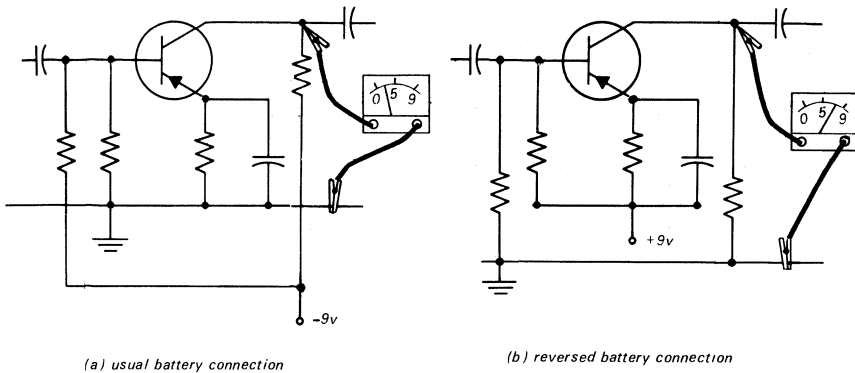 0 5 9
0 5 9
-9v
+9v
(a) usual battery connection
(b) reversed battery connection